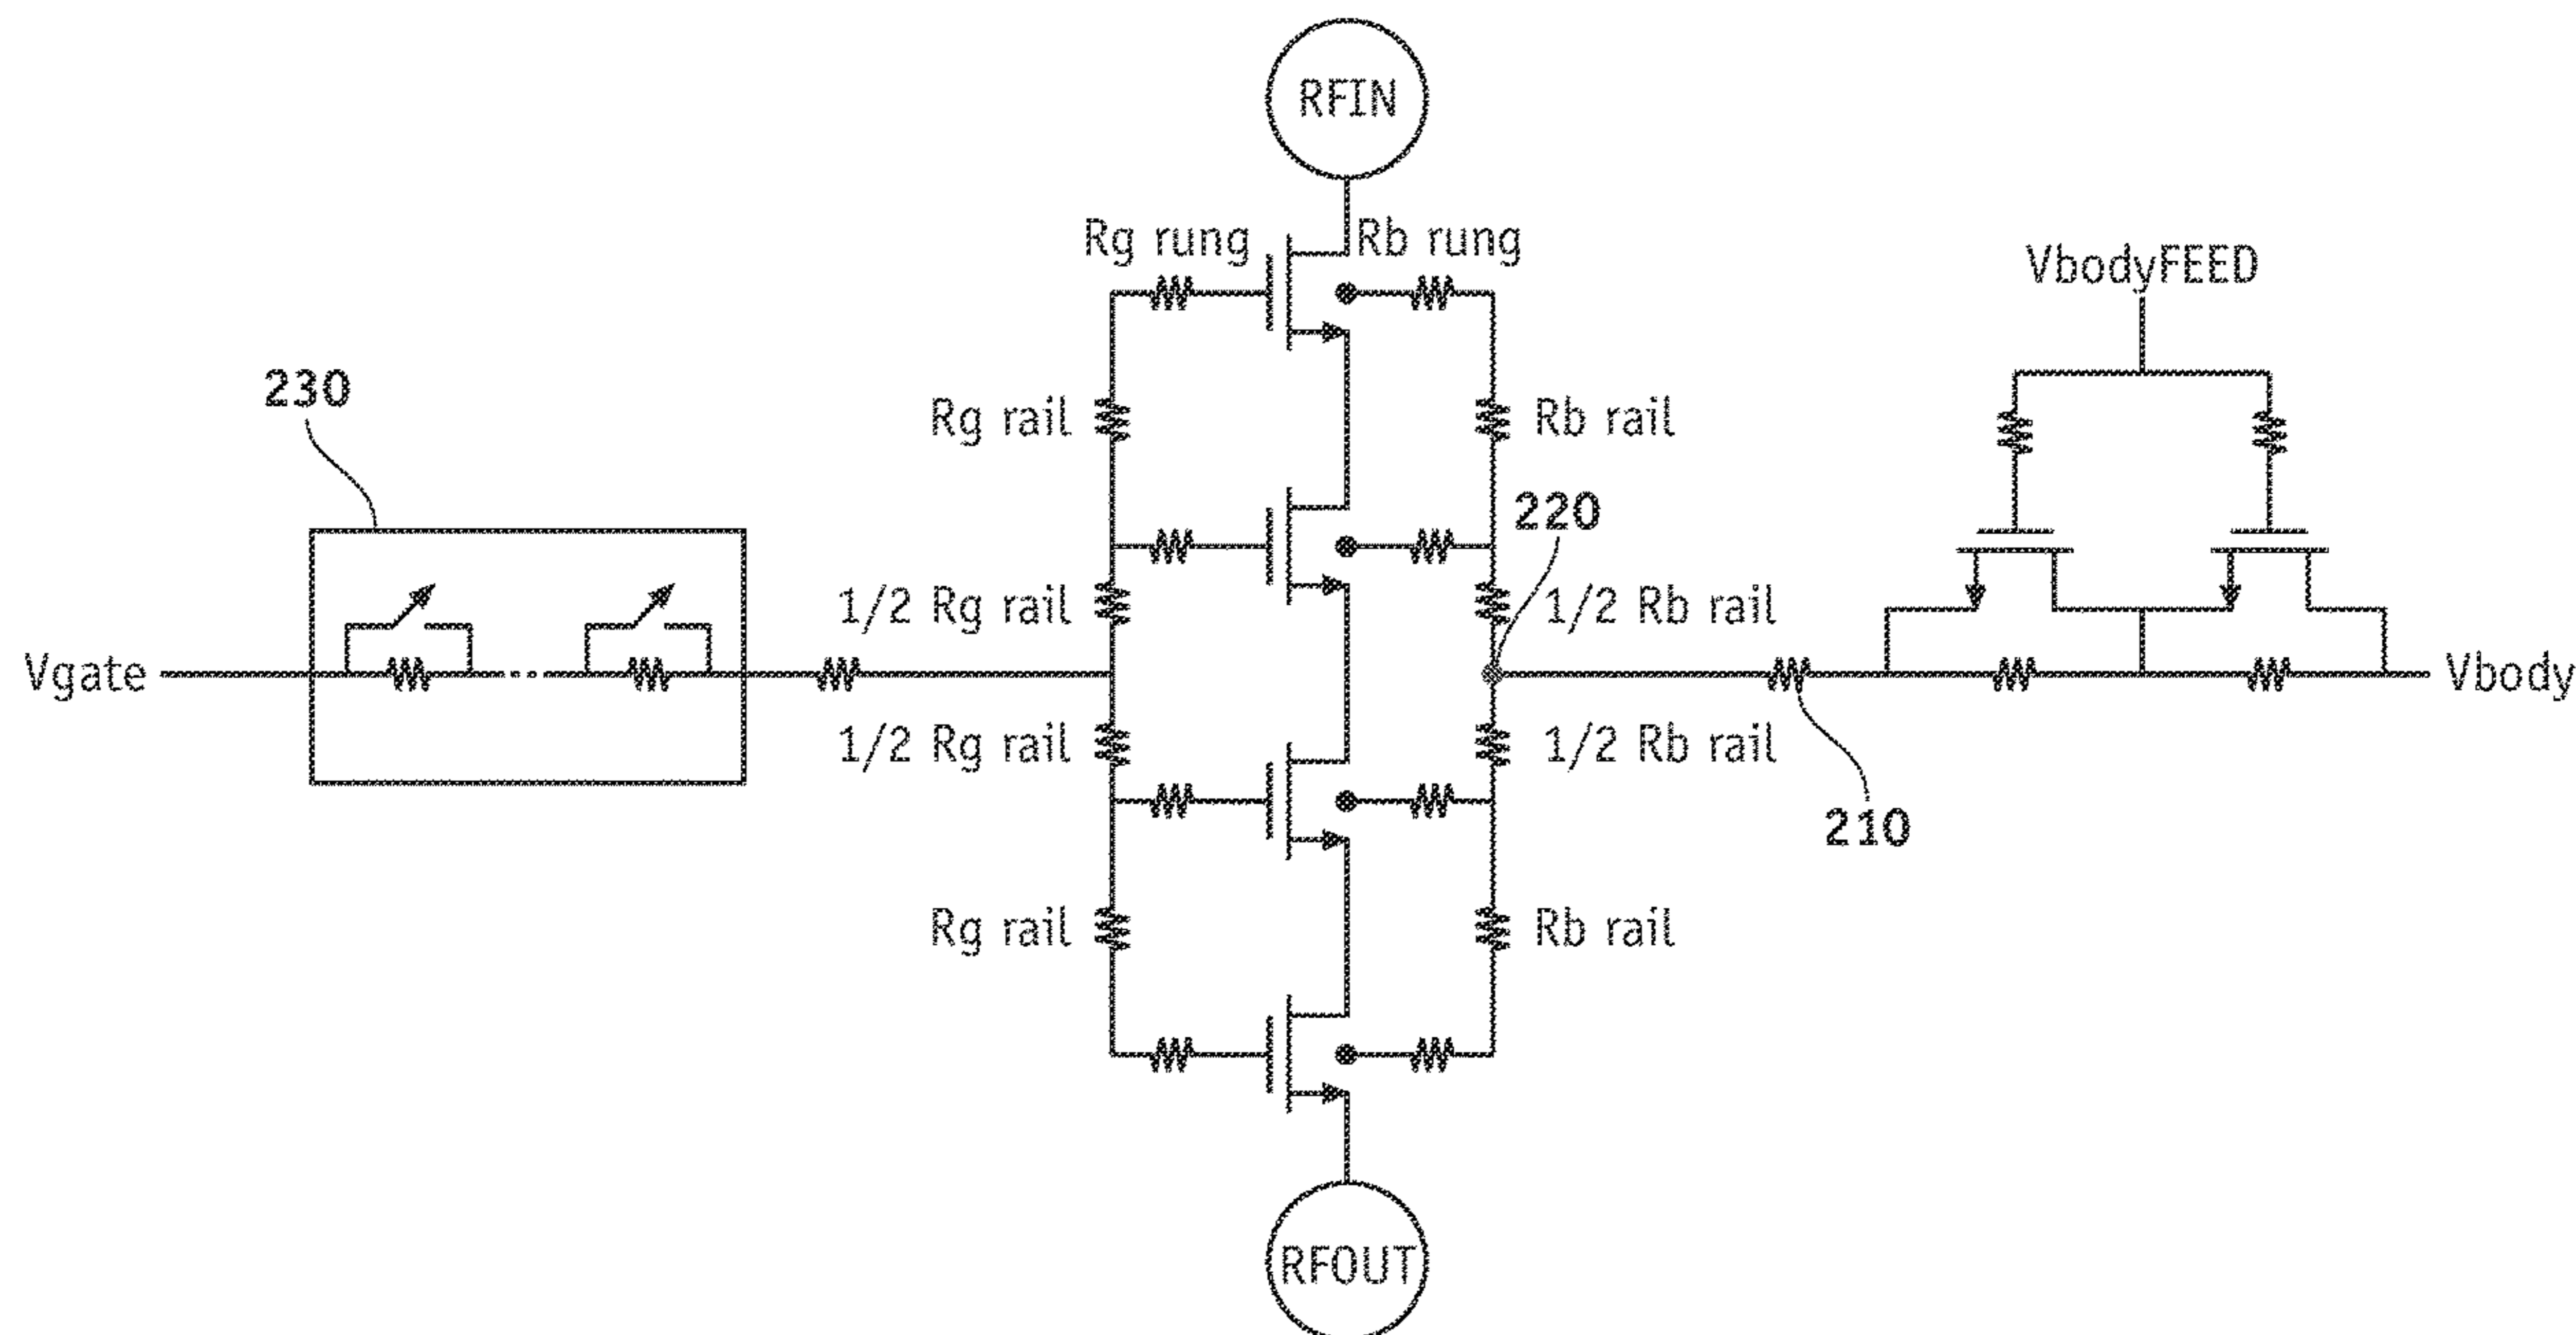 RFIN
Rg rung
Rb rung
VbodyFEED
230
Rg rail
Rb rail
220
1/2 Rg rail
1/2 Rb rail
Vgate
Vbody
1/2 Rg rail
1/2 Rb rail
210
Rg rail
Rb rail
RFOUT